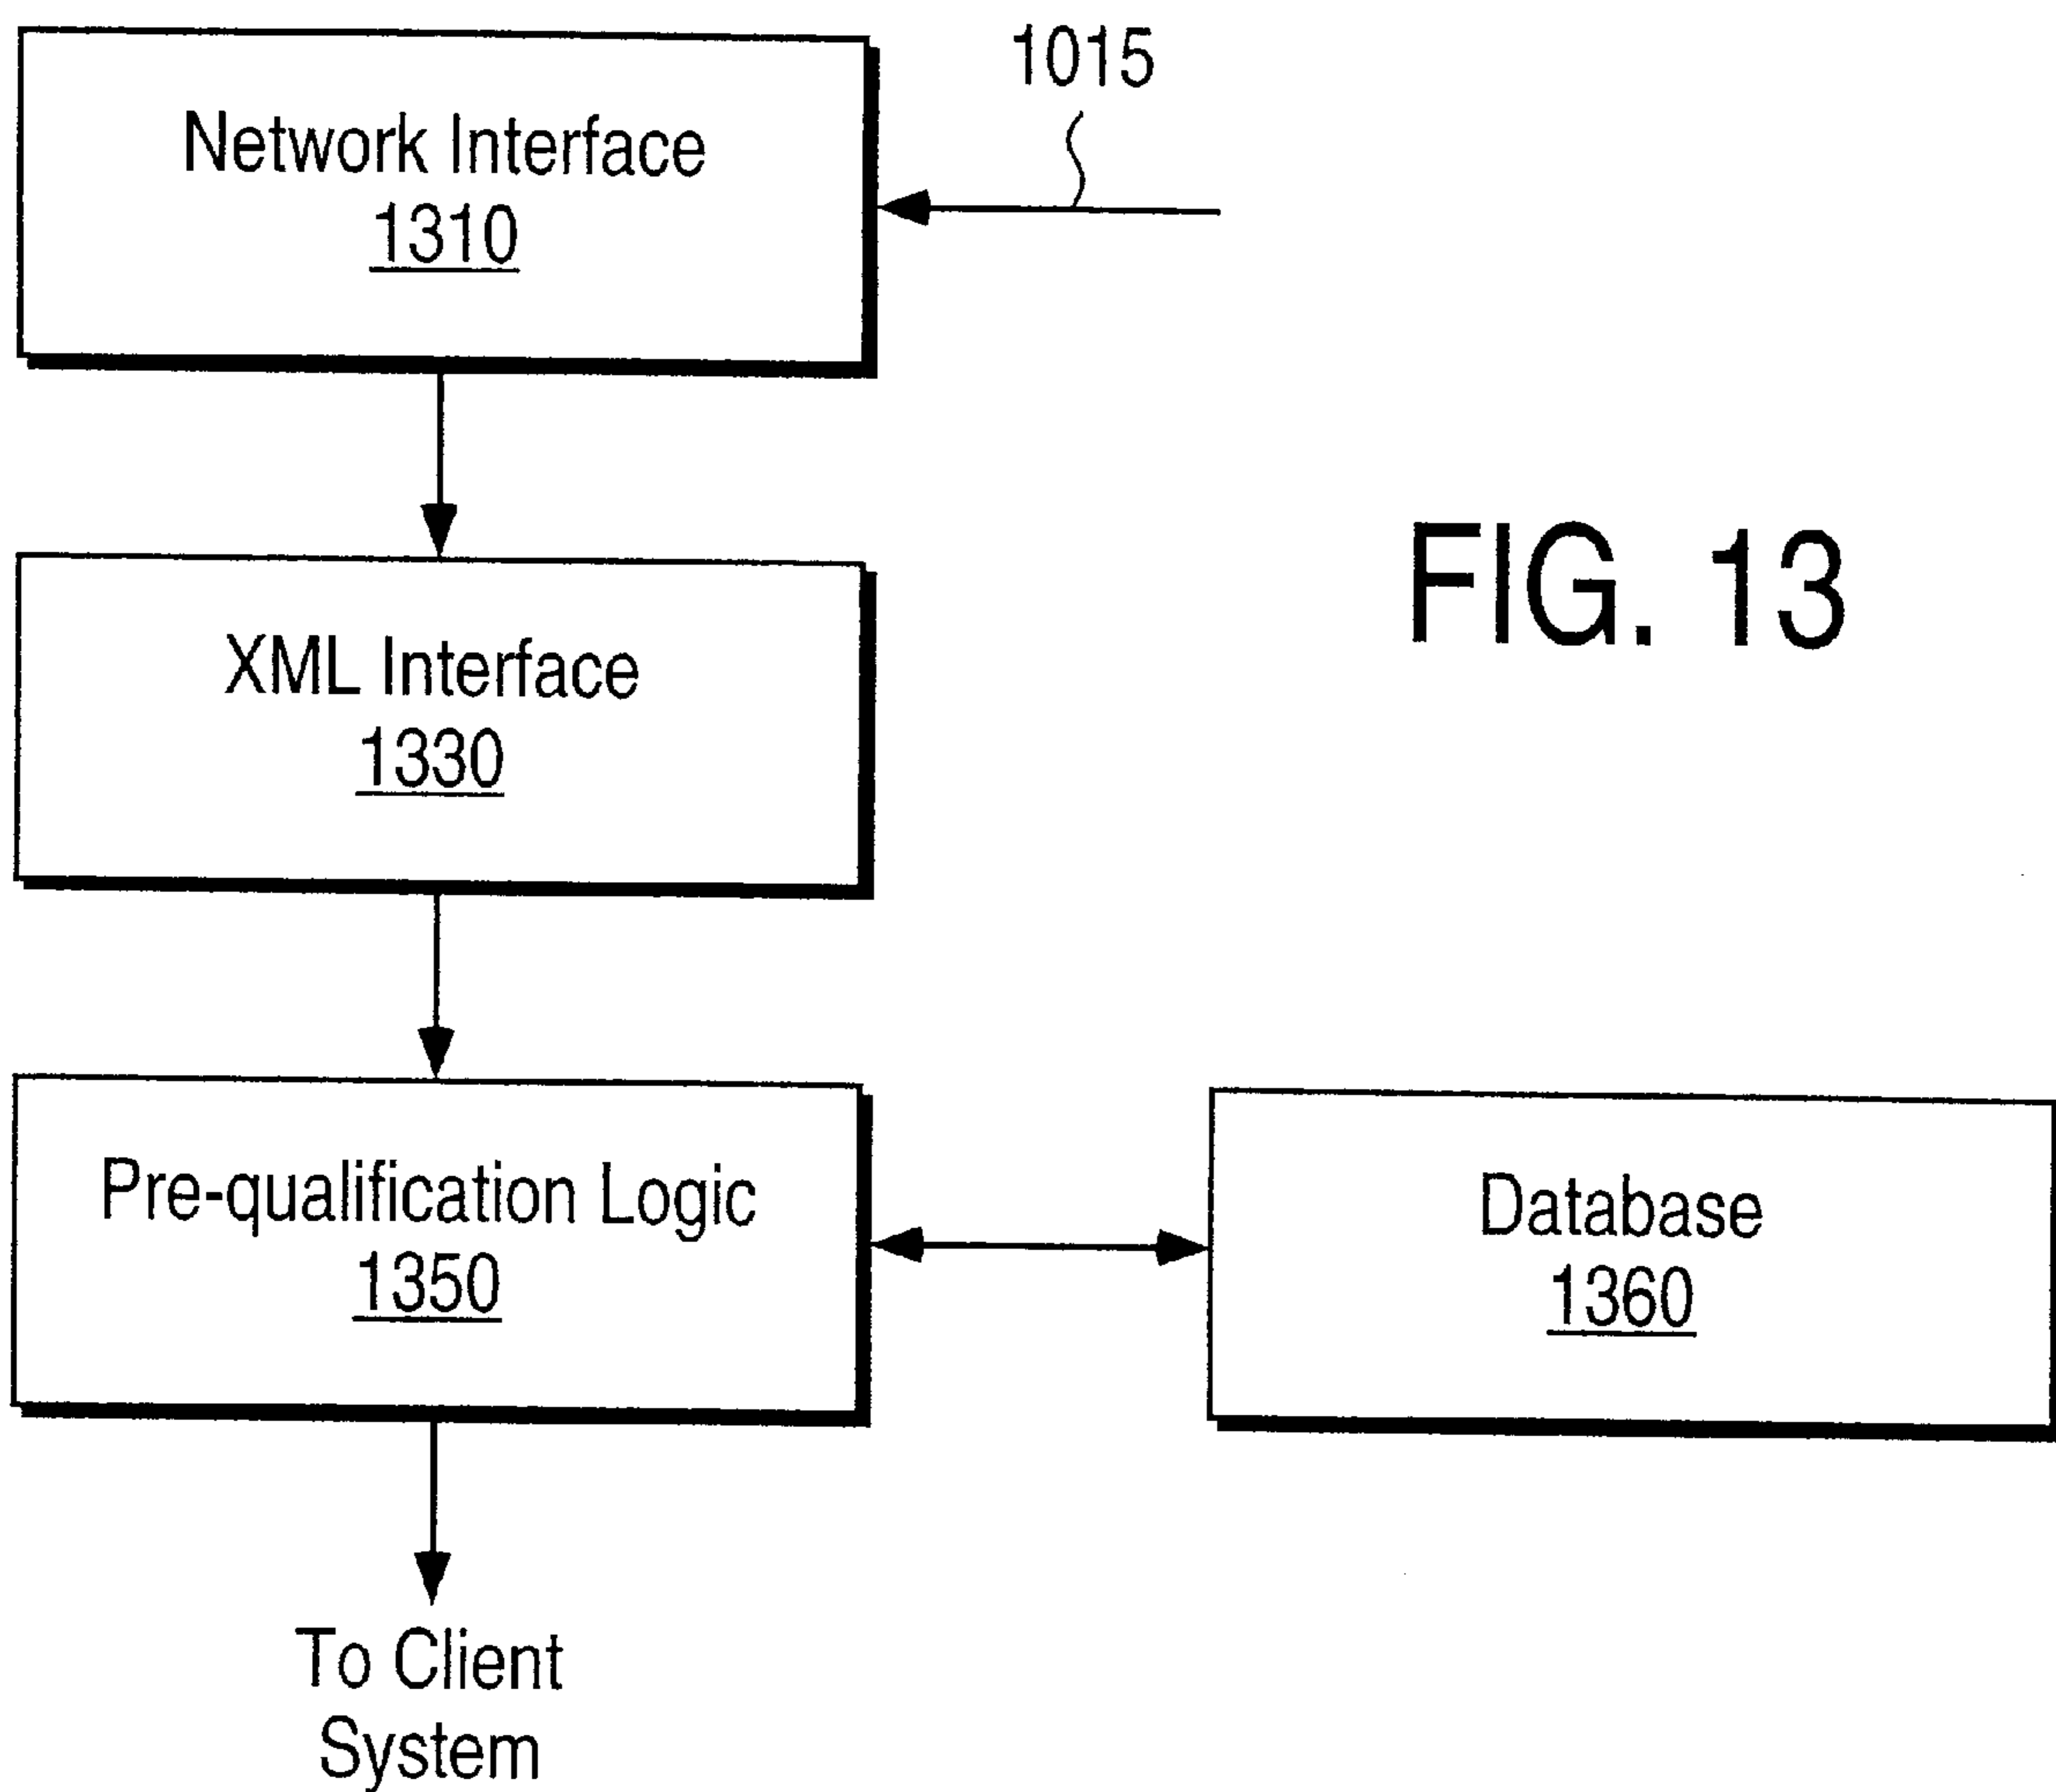 Network Interface
1310
1015
XML Interface
1330
FIG. 13
Pre-qualification Logic
1350
Database
1360
To Client
System